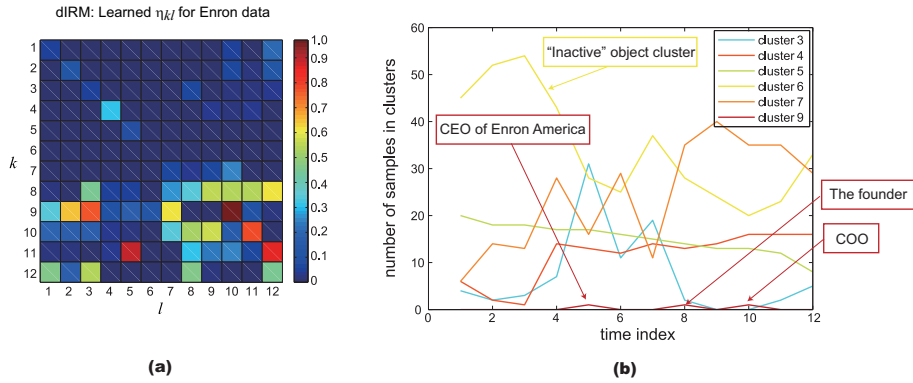 dIRM: Learned ηkl for Enron data
k
1
2
3
4
5
6
7
8
9
10
11
12
1 2 3 4 5 6 7 8 9 10 11 12
l
1.0
0.9
0.8
0.7
0.6
0.5
0.4
0.3
0.2
0.1
0
(a)
number of samples in clusters
60
50
40
30
20
10
0
0 2 4 6 8 10 12
time index
"Inactive" object cluster
CEO of Enron America
cluster 3
cluster 4
cluster 5
cluster 6
cluster 7
cluster 9
The founder
COO
(b)